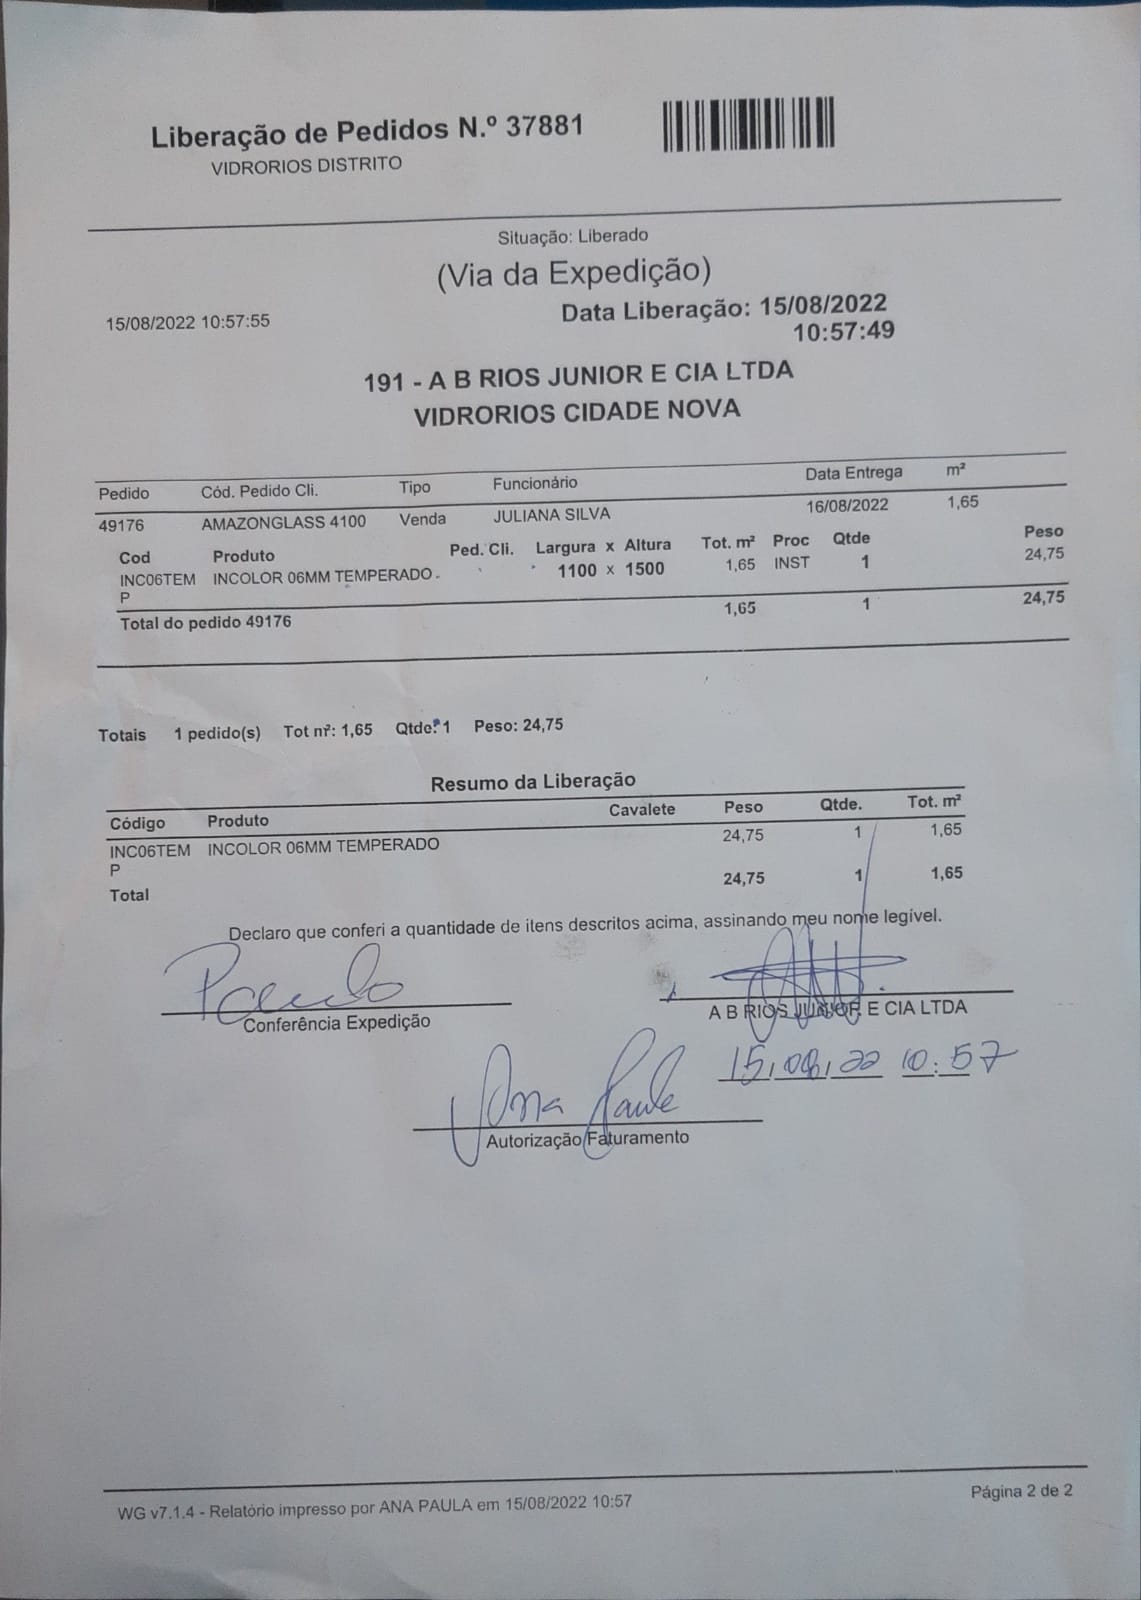 Liberação de Pedidos N.º 37881
VIDRORIOS DISTRITO
Situação: Liberado
(Via da Expedição)
15/08/2022 10:57:55
Data Liberação: 15/08/2022
10:57:49
191 - A B RIOS JUNIOR E CIA LTDA
VIDRORIOS CIDADE NOVA
Pedido Cód. Pedido Cli. Tipo Funcionário Data Entrega m²
49176 AMAZONGLASS 4100 Venda JULIANA SILVA 16/08/2022 1,65
Cod Produto Ped. Cli. Largura x Altura Tot. m² Proc Qtde Peso
INC06TEM INCOLOR 06MM TEMPERADO 1100 x 1500 1,65 INST 1 24,75
P
Total do pedido 49176 1,65 1 24,75
Totais 1 pedido(s) Tot m²: 1,65 Qtde: 1 Peso: 24,75
Resumo da Liberação
Código Produto Cavalete Peso Qtde. Tot. m²
INC06TEM INCOLOR 06MM TEMPERADO 24,75 1 1,65
P
Total 24,75 1 1,65
Declaro que conferi a quantidade de itens descritos acima, assinando meu nome legível.
Paulo
Conferência Expedição
A B RIOS JUNIOR E CIA LTDA
15,08,22 10:57
Ana Paula
Autorização Faturamento
WG v7.1.4 - Relatório impresso por ANA PAULA em 15/08/2022 10:57
Página 2 de 2